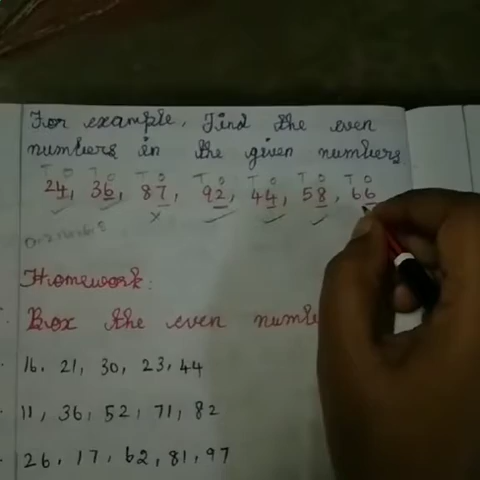 For example, Find the even
numbers in the given numbers
T O T O T O T O T O T O T O
24, 36, 87, 92, 44, 58, 66
Homework:
Box the even
16, 21, 30, 23, 44
11, 36, 52, 71, 82
26, 17, 62, 81, 97